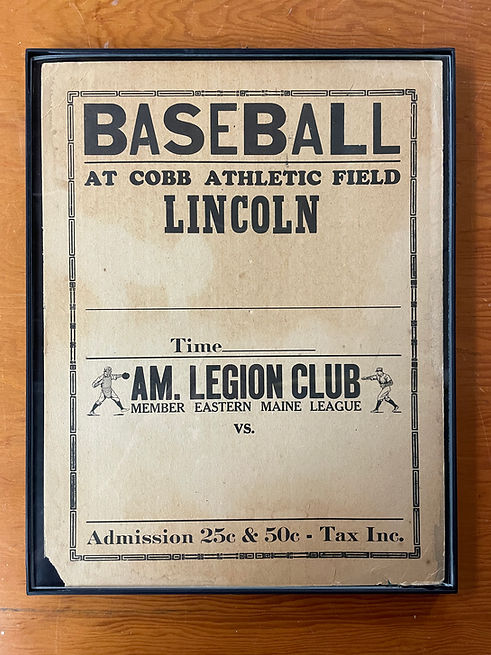 BASEBALL
AT COBB ATHLETIC FIELD
LINCOLN
Time
AM. LEGION CLUB
MEMBER EASTERN MAINE LEAGUE
VS.
Admission 25c & 50c - Tax Inc.